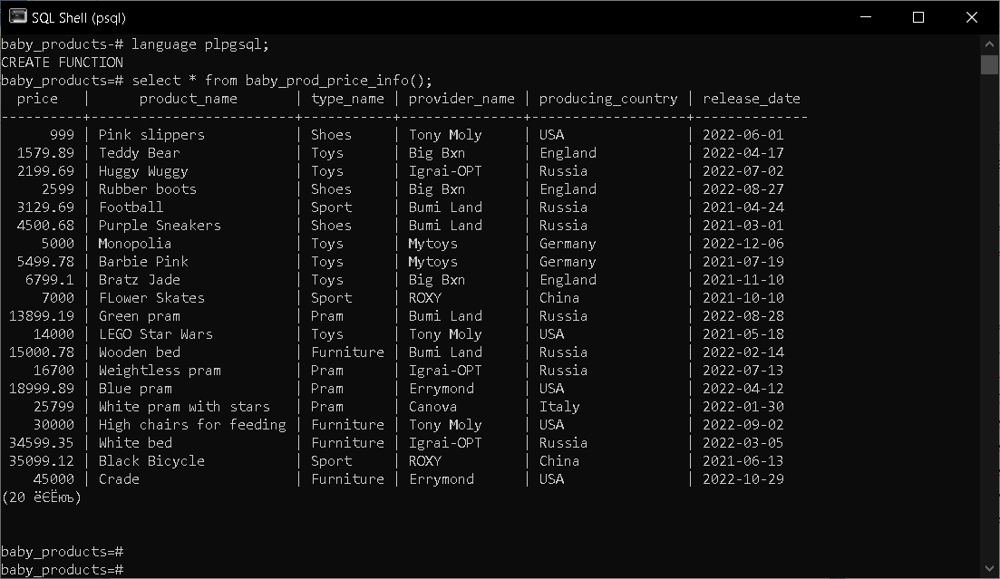 SQL Shell (psql)
baby_products-# language plpgsql;
CREATE FUNCTION
baby_products=# select * from baby_prod_price_info();
  price   |       product_name       | type_name | provider_name | producing_country | release_date
----------+--------------------------+-----------+---------------+-------------------+--------------
      999 | Pink slippers            | Shoes     | Tony Moly     | USA               | 2022-06-01
  1579.89 | Teddy Bear               | Toys      | Big Bxn       | England           | 2022-04-17
  2199.69 | Huggy Wuggy              | Toys      | Igrai-OPT     | Russia            | 2022-07-02
     2599 | Rubber boots             | Shoes     | Big Bxn       | England           | 2022-08-27
  3129.69 | Football                 | Sport     | Bumi Land     | Russia            | 2021-04-24
  4500.68 | Purple Sneakers          | Shoes     | Bumi Land     | Russia            | 2021-03-01
     5000 | Monopolia                | Toys      | Mytoys        | Germany           | 2022-12-06
  5499.78 | Barbie Pink              | Toys      | Mytoys        | Germany           | 2021-07-19
   6799.1 | Bratz Jade               | Toys      | Big Bxn       | England           | 2021-11-10
     7000 | FLower Skates            | Sport     | ROXY          | China             | 2021-10-10
 13899.19 | Green pram               | Pram      | Bumi Land     | Russia            | 2022-08-28
    14000 | LEGO Star Wars           | Toys      | Tony Moly     | USA               | 2021-05-18
 15000.78 | Wooden bed               | Furniture | Bumi Land     | Russia            | 2022-02-14
    16700 | Weightless pram          | Pram      | Igrai-OPT     | Russia            | 2022-07-13
 18999.89 | Blue pram                | Pram      | Errymond      | USA               | 2022-04-12
    25799 | White pram with stars    | Pram      | Canova        | Italy             | 2022-01-30
    30000 | High chairs for feeding  | Furniture | Tony Moly     | USA               | 2022-09-02
 34599.35 | White bed                | Furniture | Igrai-OPT     | Russia            | 2022-03-05
 35099.12 | Black Bicycle            | Sport     | ROXY          | China             | 2021-06-13
    45000 | Crade                    | Furniture | Errymond      | USA               | 2022-10-29
(20 ёЄЁюъ)
baby_products=#
baby_products=#